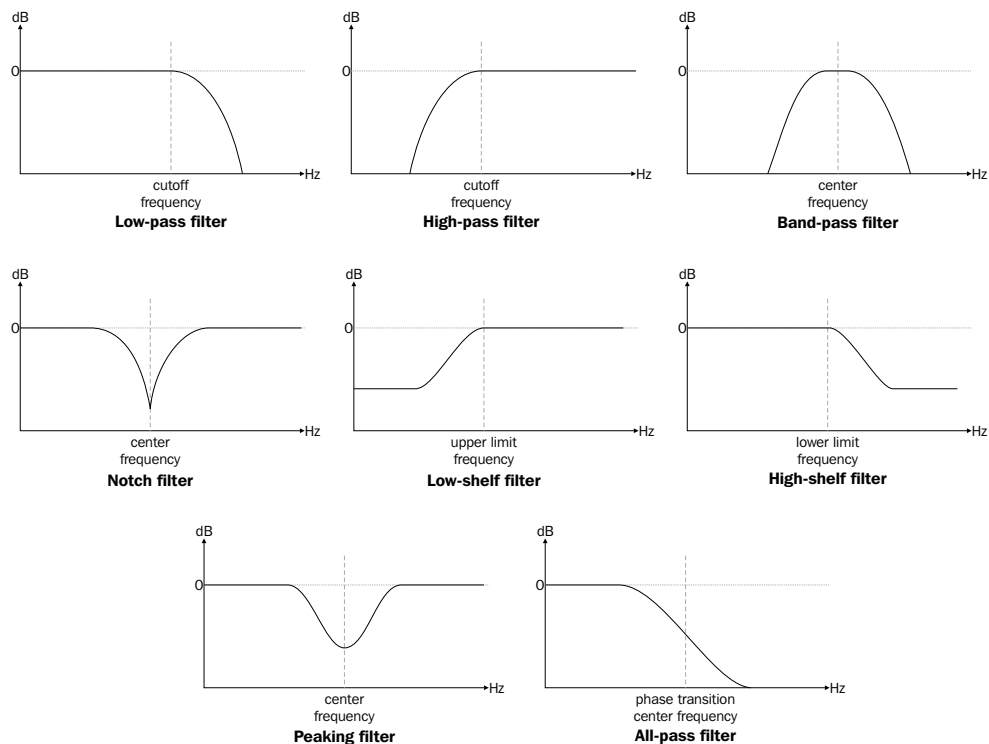 dB
0
Hz
cutoff
frequency
Low-pass filter
dB
0
Hz
cutoff
frequency
High-pass filter
dB
0
Hz
center
frequency
Band-pass filter
dB
0
Hz
center
frequency
Notch filter
dB
0
Hz
upper limit
frequency
Low-shelf filter
dB
0
Hz
lower limit
frequency
High-shelf filter
dB
0
Hz
center
frequency
Peaking filter
dB
0
Hz
phase transition
center frequency
All-pass filter